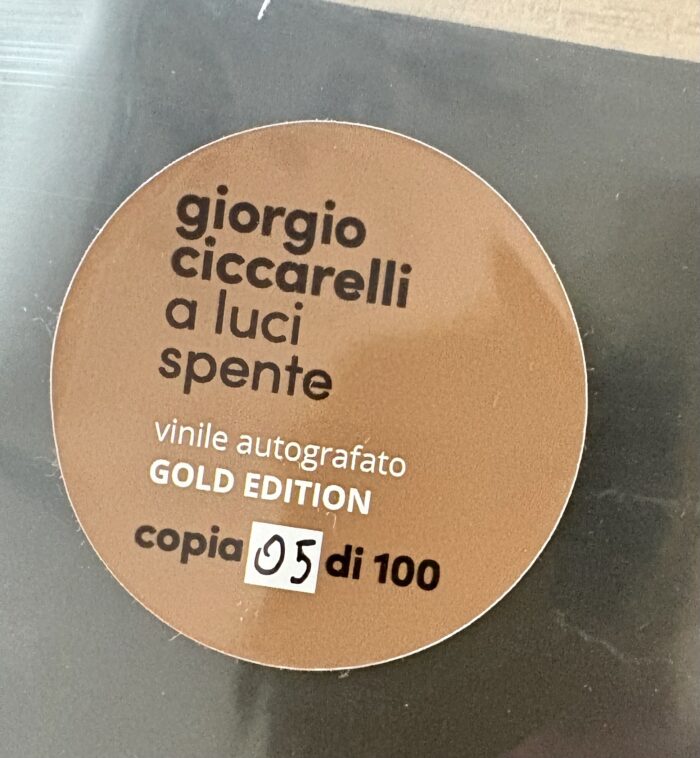 giorgio
ciccarelli
a luci
spente
vinile autografato
GOLD EDITION
copia 05 di 100